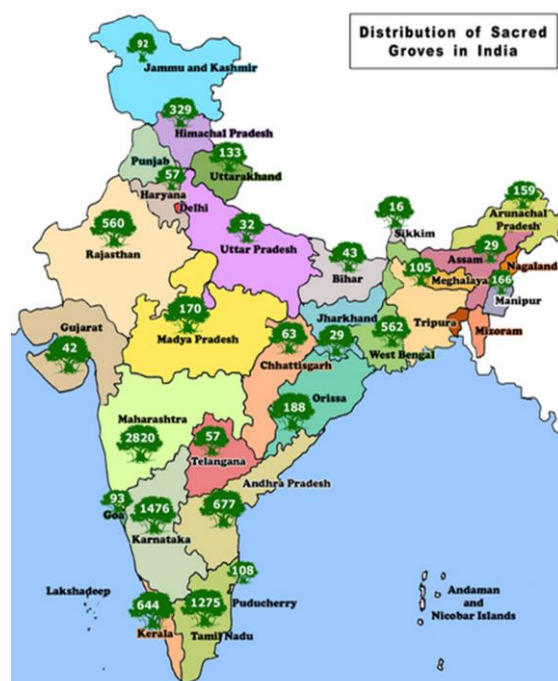 Distribution of Sacred
Groves in India
92
Jammu and Kashmir
329
Himachal Pradesh
Punjab
133
Uttarakhand
57
Haryana
Delhi
560
Rajasthan
32
Uttar Pradesh
16
Sikkim
159
Arunachal
Pradesh
29
Assam
Nagaland
105
Meghalaya
166
Manipur
43
Bihar
170
Madya Pradesh
Jharkhand
29
562
West Bengal
Tripura
Mizoram
Gujarat
42
63
Chhattisgarh
188
Orissa
Maharashtra
2820
57
Telangana
Andhra Pradesh
677
93
Goa
1476
Karnataka
108
Puducherry
Lakshadeep
644
Kerala
1275
Tamil Nadu
Andaman
and
Nicobar Islands